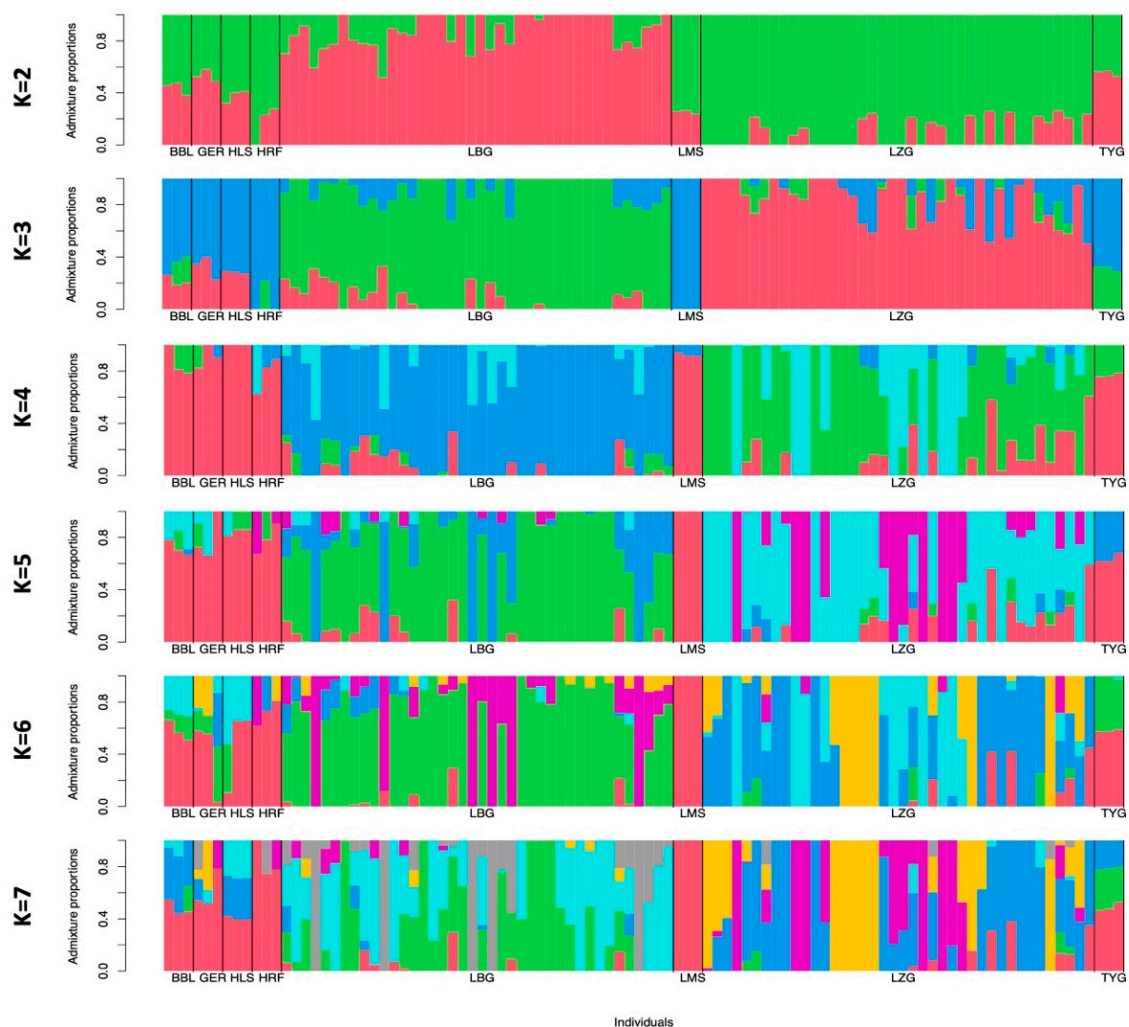 K=2
Admixture proportions
0.0 0.4 0.8
BBL GER HLS HRF LBG LMS LZG TYG
K=3
Admixture proportions
0.0 0.4 0.8
BBL GER HLS HRF LBG LMS LZG TYG
K=4
Admixture proportions
0.0 0.4 0.8
BBL GER HLS HRF LBG LMS LZG TYG
K=5
Admixture proportions
0.0 0.4 0.8
BBL GER HLS HRF LBG LMS LZG TYG
K=6
Admixture proportions
0.0 0.4 0.8
BBL GER HLS HRF LBG LMS LZG TYG
K=7
Admixture proportions
0.0 0.4 0.8
BBL GER HLS HRF LBG LMS LZG TYG
Individuals